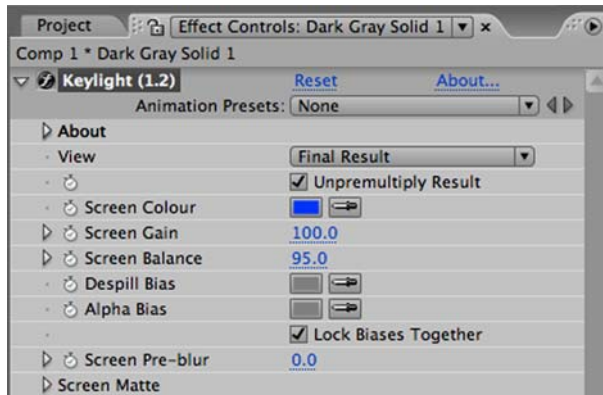 Project Effect Controls: Dark Gray Solid 1
Comp 1 * Dark Gray Solid 1
Keylight (1.2) Reset About...
Animation Presets: None
About
View Final Result
Unpremultiply Result
Screen Colour
Screen Gain 100.0
Screen Balance 95.0
Despill Bias
Alpha Bias
Lock Biases Together
Screen Pre-blur 0.0
Screen Matte